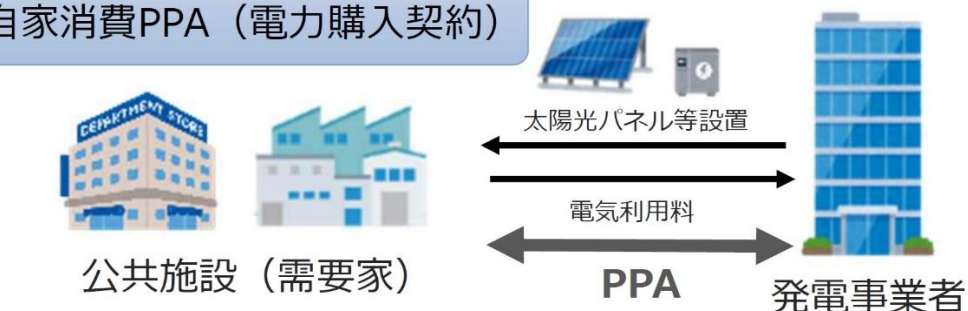 自家消費PPA（電力購入契約）
DEPARTMENT STORE
太陽光パネル等設置
電気利用料
PPA
公共施設（需要家）
発電事業者